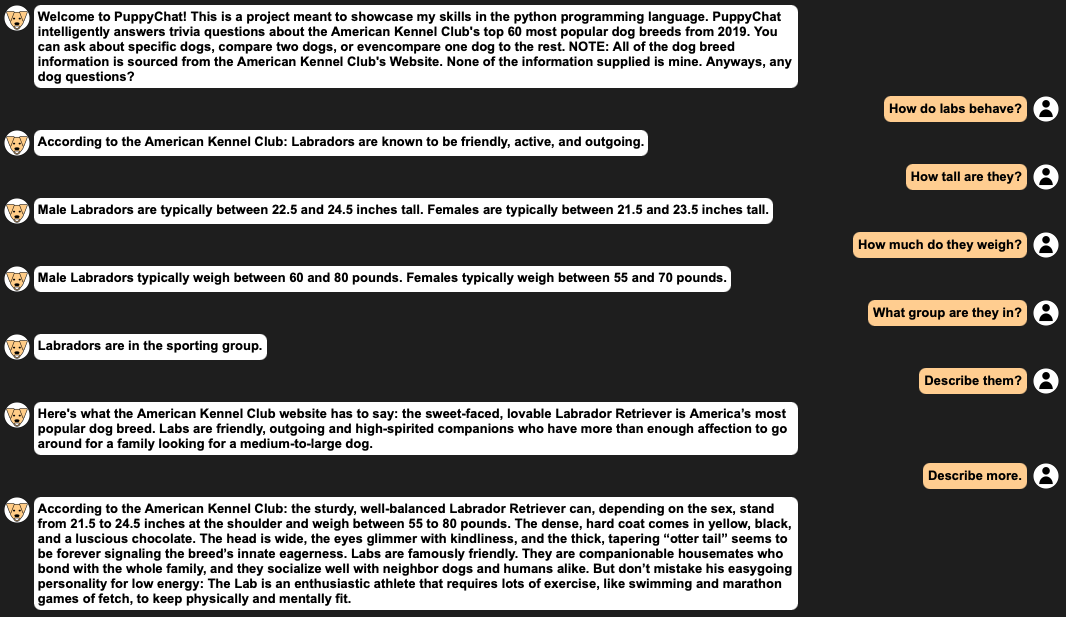 Welcome to PuppyChat! This is a project meant to showcase my skills in the python programming language. PuppyChat
intelligently answers trivia questions about the American Kennel Club's top 60 most popular dog breeds from 2019. You
can ask about specific dogs, compare two dogs, or evencompare one dog to the rest. NOTE: All of the dog breed
information is sourced from the American Kennel Club's Website. None of the information supplied is mine. Anyways, any
dog questions?
How do labs behave?
According to the American Kennel Club: Labradors are known to be friendly, active, and outgoing.
How tall are they?
Male Labradors are typically between 22.5 and 24.5 inches tall. Females are typically between 21.5 and 23.5 inches tall.
How much do they weigh?
Male Labradors typically weigh between 60 and 80 pounds. Females typically weigh between 55 and 70 pounds.
What group are they in?
Labradors are in the sporting group.
Describe them?
Here's what the American Kennel Club website has to say: the sweet-faced, lovable Labrador Retriever is America’s most
popular dog breed. Labs are friendly, outgoing and high-spirited companions who have more than enough affection to go
around for a family looking for a medium-to-large dog.
Describe more.
According to the American Kennel Club: the sturdy, well-balanced Labrador Retriever can, depending on the sex, stand
from 21.5 to 24.5 inches at the shoulder and weigh between 55 to 80 pounds. The dense, hard coat comes in yellow, black,
and a luscious chocolate. The head is wide, the eyes glimmer with kindliness, and the thick, tapering “otter tail” seems to
be forever signaling the breed’s innate eagerness. Labs are famously friendly. They are companionable housemates who
bond with the whole family, and they socialize well with neighbor dogs and humans alike. But don’t mistake his easygoing
personality for low energy: The Lab is an enthusiastic athlete that requires lots of exercise, like swimming and marathon
games of fetch, to keep physically and mentally fit.